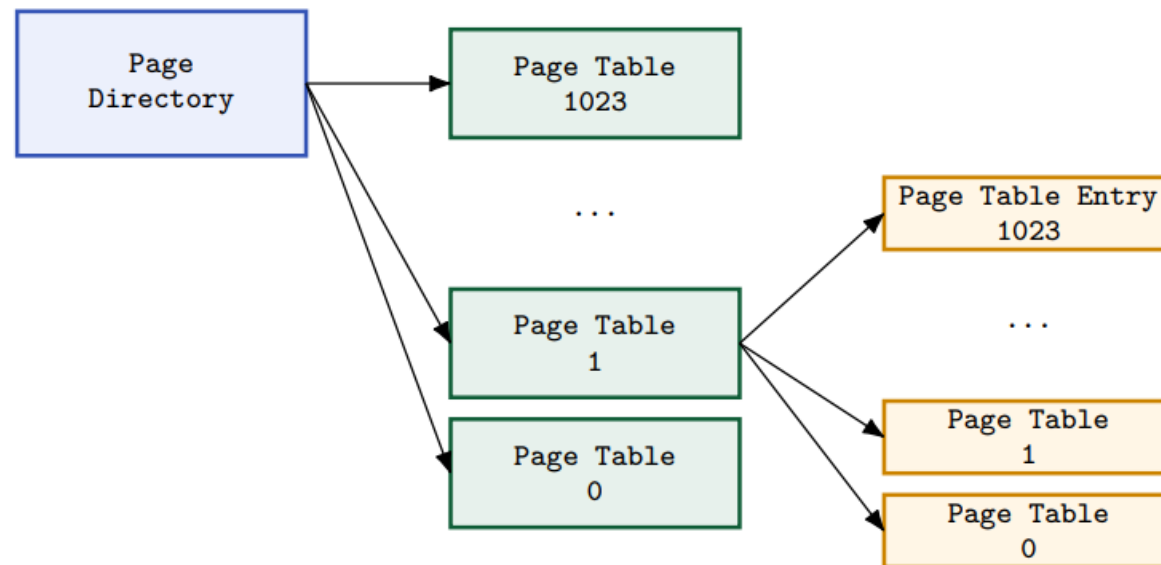 Page
Directory
Page Table
1023
...
Page Table
1
Page Table
0
Page Table Entry
1023
...
Page Table
1
Page Table
0